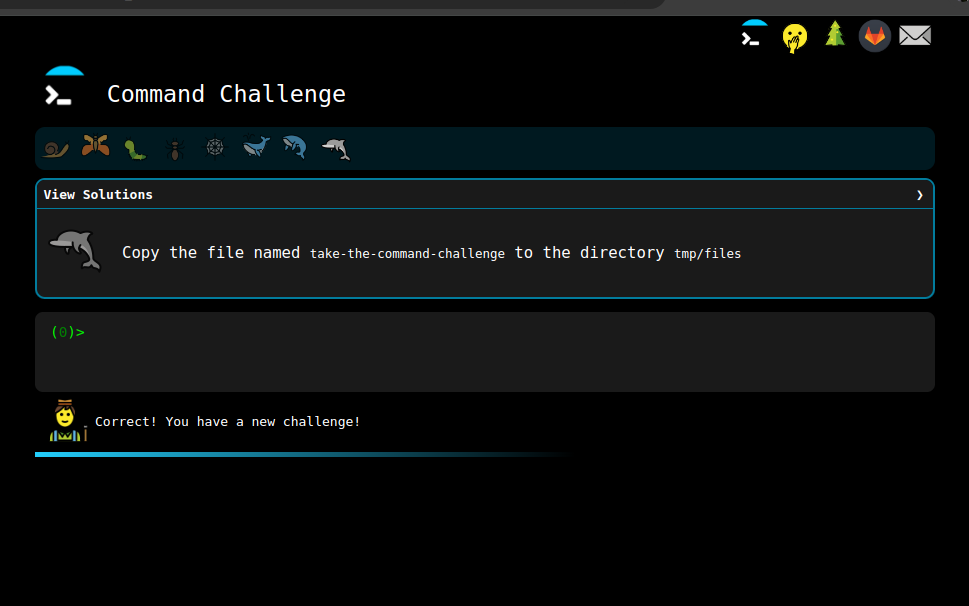 Command Challenge
View Solutions
Copy the file named take-the-command-challenge to the directory tmp/files
(0)>
Correct! You have a new challenge!